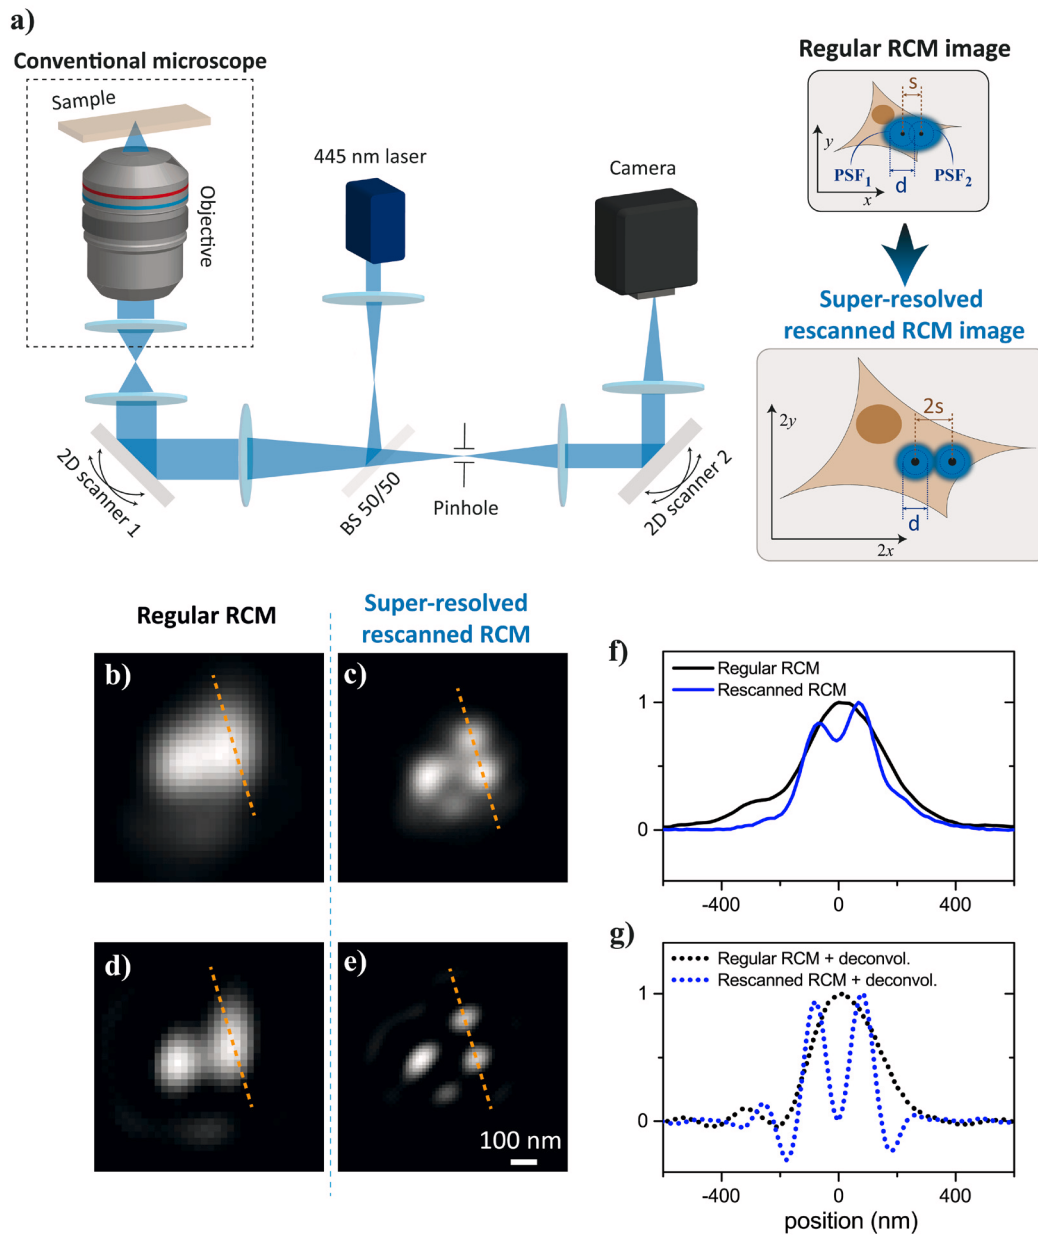 a)
Conventional microscope
Sample
Objective
445 nm laser
Camera
2D scanner 1
BS 50/50
Pinhole
2D scanner 2
Regular RCM image
s
y
PSF1
d
PSF2
x
Super-resolved
rescanned RCM image
2y
2s
d
2x
Regular RCM
Super-resolved
rescanned RCM
b)
c)
d)
e)
100 nm
f)
Regular RCM
Rescanned RCM
1
0
-400
0
400
g)
Regular RCM + deconvol.
Rescanned RCM + deconvol.
1
0
-400
0
400
position (nm)